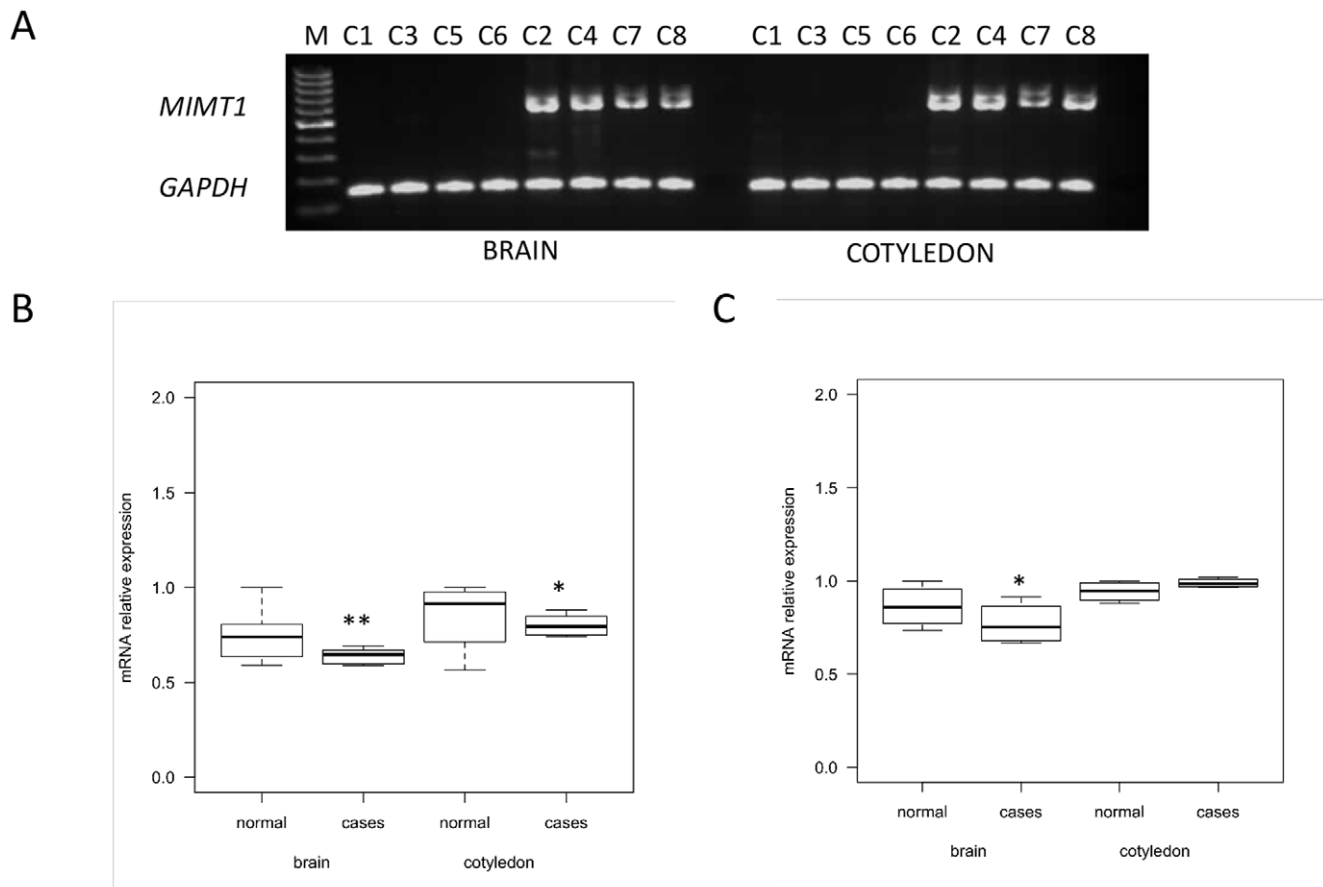 A
M C1 C3 C5 C6 C2 C4 C7 C8 C1 C3 C5 C6 C2 C4 C7 C8
MIMT1
GAPDH
BRAIN COTYLEDON
B
mRNA relative expression
2.0
1.5
1.0
0.5
0.0
**
*
normal cases normal cases
brain cotyledon
C
mRNA relative expression
2.0
1.5
1.0
0.5
0.0
*
normal cases normal cases
brain cotyledon